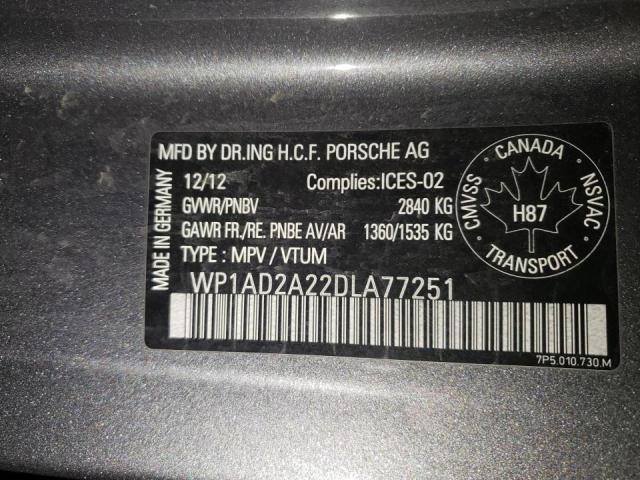 MFD BY DR.ING H.C.F. PORSCHE AG
12/12 Complies:ICES-02
GVWR/PNBV 2840 KG
GAWR FR./RE. PNBE AV/AR 1360/1535 KG
TYPE : MPV / VTUM
WP1AD2A22DLA77251
MADE IN GERMANY
CANADA
CMVSS
NSVAC
H87
TRANSPORT
7P5.010.730.M